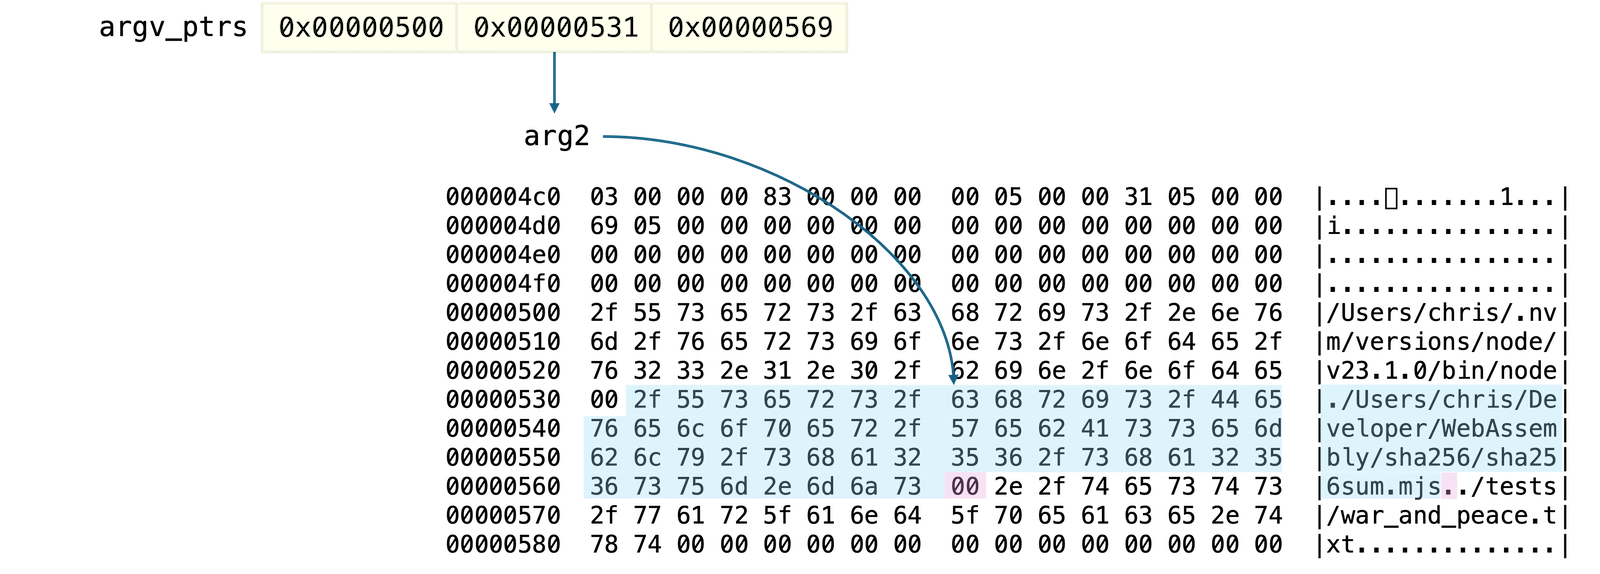 argv_ptrs 0x00000500 0x00000531 0x00000569
arg2
000004c0 03 00 00 00 83 00 00 00 00 05 00 00 31 05 00 00 |....▯.......1...|
000004d0 69 05 00 00 00 00 00 00 00 00 00 00 00 00 00 00 |i...............|
000004e0 00 00 00 00 00 00 00 00 00 00 00 00 00 00 00 00 |................|
000004f0 00 00 00 00 00 00 00 00 00 00 00 00 00 00 00 00 |................|
00000500 2f 55 73 65 72 73 2f 63 68 72 69 73 2f 2e 6e 76 |/Users/chris/.nv|
00000510 6d 2f 76 65 72 73 69 6f 6e 73 2f 6e 6f 64 65 2f |m/versions/node/|
00000520 76 32 33 2e 31 2e 30 2f 62 69 6e 2f 6e 6f 64 65 |v23.1.0/bin/node|
00000530 00 2f 55 73 65 72 73 2f 63 68 72 69 73 2f 44 65 |./Users/chris/De|
00000540 76 65 6c 6f 70 65 72 2f 57 65 62 41 73 73 65 6d |veloper/WebAssem|
00000550 62 6c 79 2f 73 68 61 32 35 36 2f 73 68 61 32 35 |bly/sha256/sha25|
00000560 36 73 75 6d 2e 6d 6a 73 00 2e 2f 74 65 73 74 73 |6sum.mjs../tests|
00000570 2f 77 61 72 5f 61 6e 64 5f 70 65 61 63 65 2e 74 |/war_and_peace.t|
00000580 78 74 00 00 00 00 00 00 00 00 00 00 00 00 00 00 |xt..............|